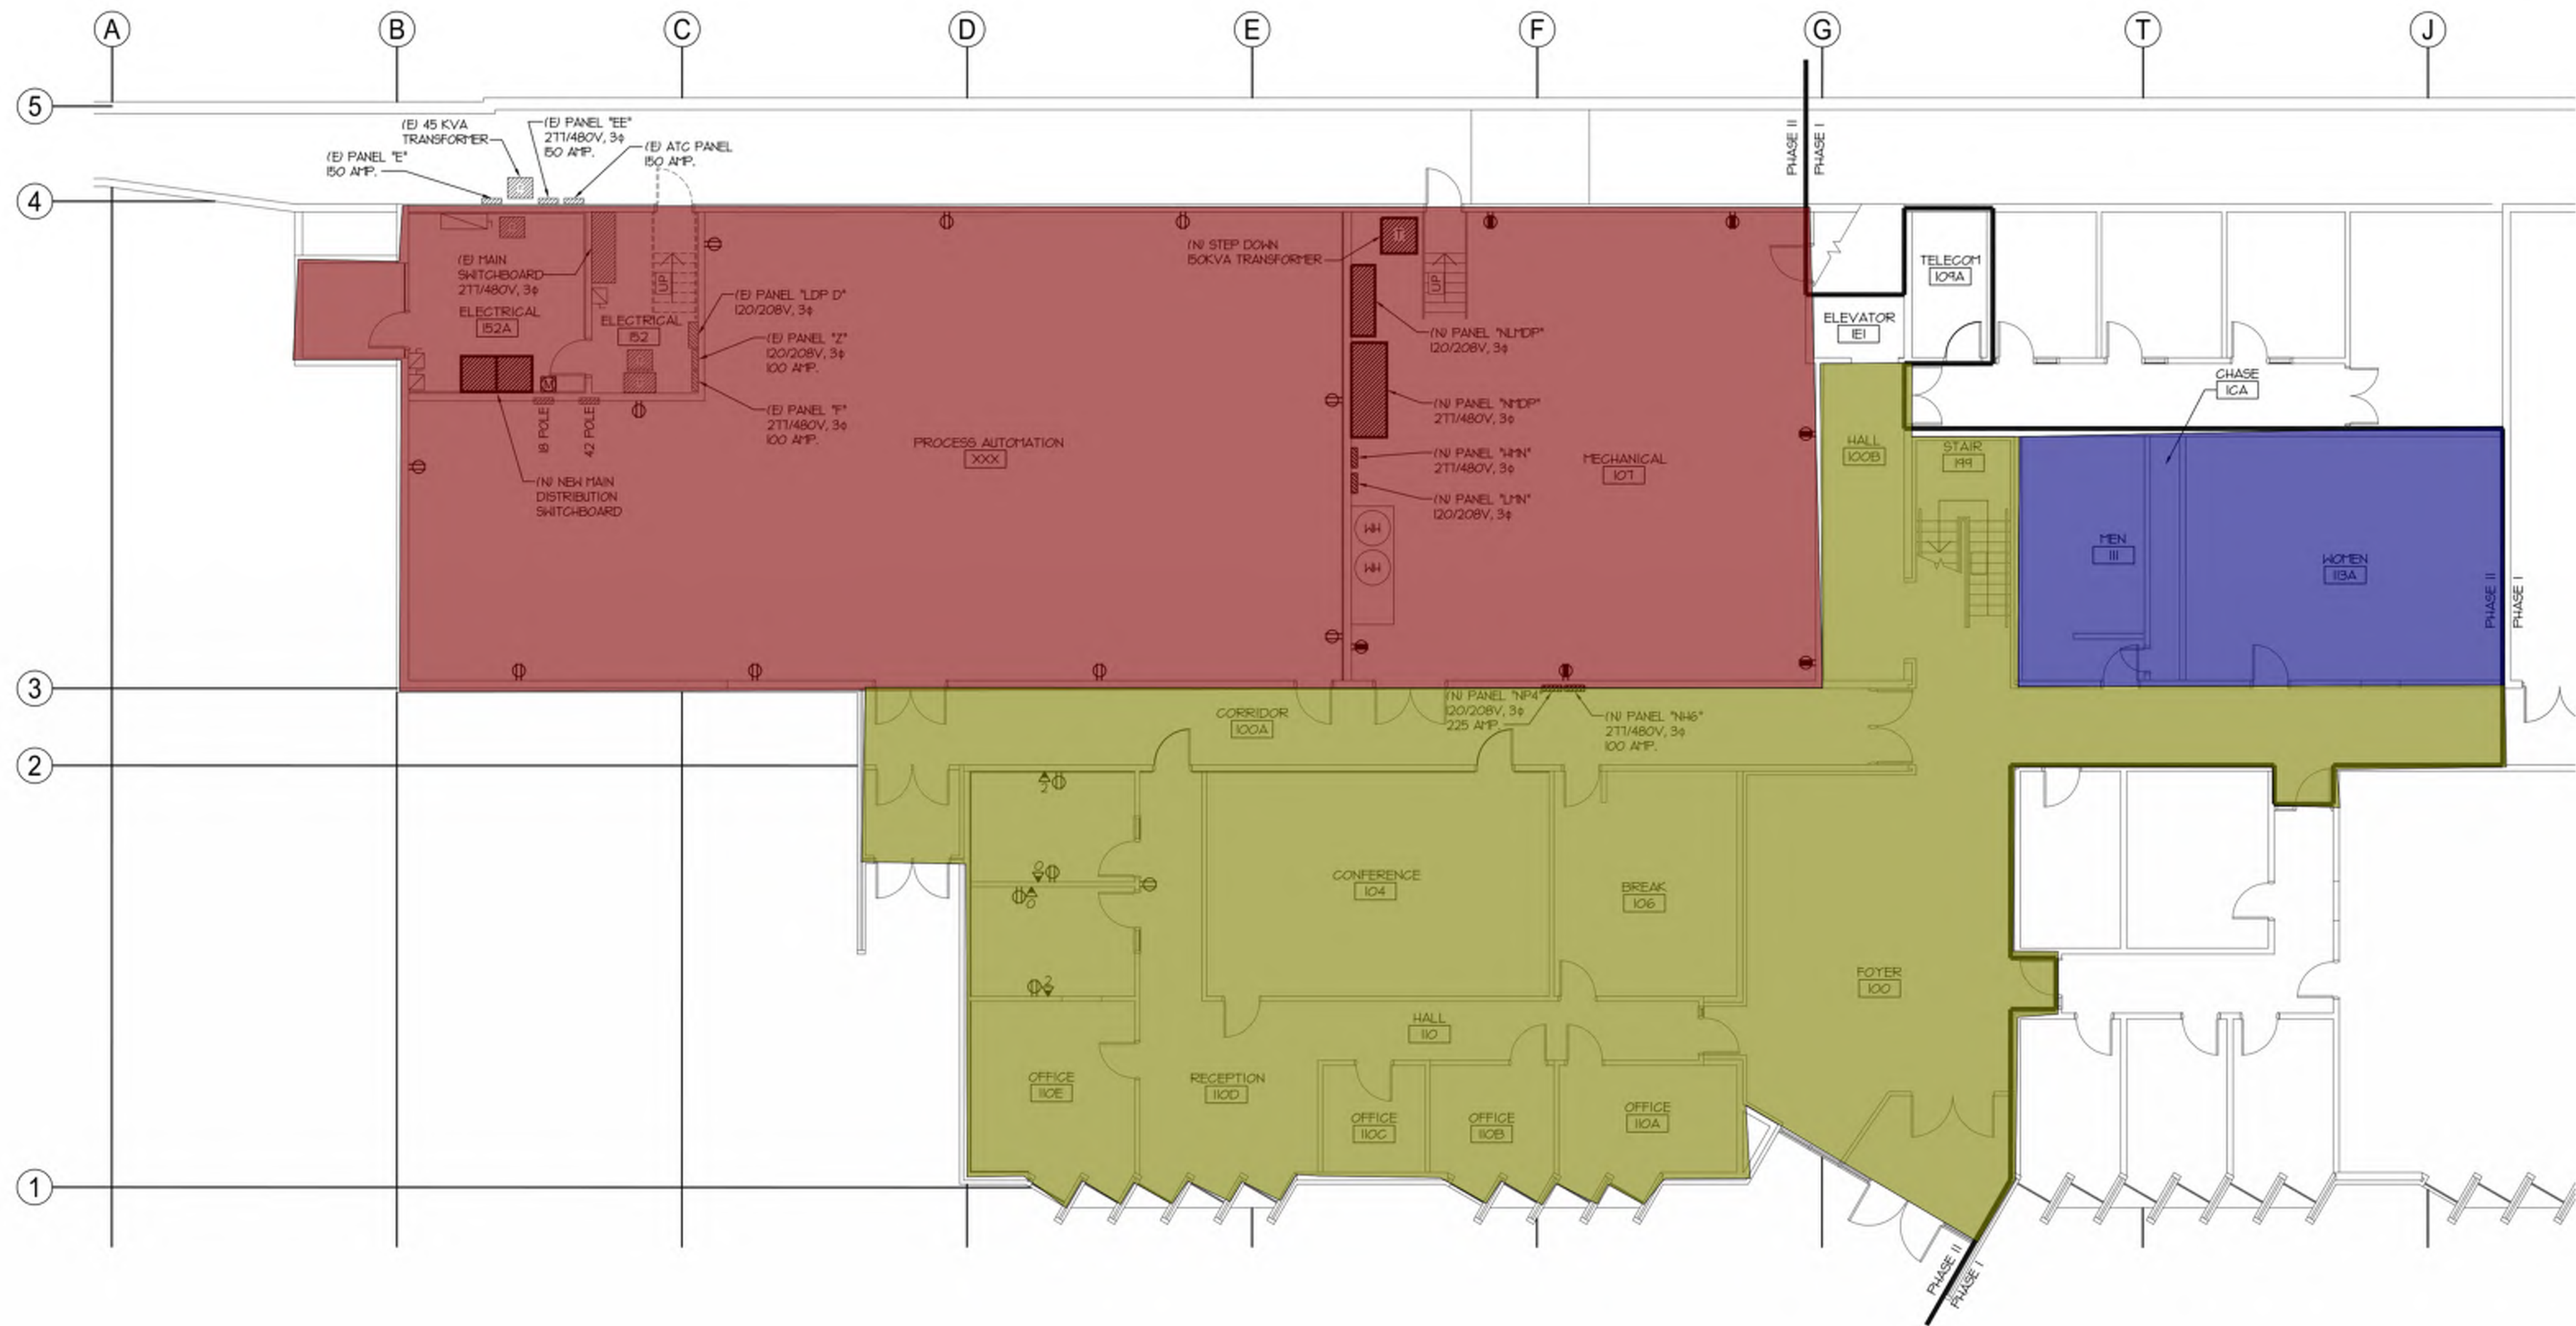 A
B
C
D
E
F
G
T
J
5
4
3
2
1
(E) 45 KVA
TRANSFORMER
(E) PANEL "EE"
277/480V, 3ϕ
150 AMP.
(E) ATC PANEL
150 AMP.
(E) PANEL "E"
150 AMP.
PHASE II
PHASE I
(E) MAIN
SWITCHBOARD
277/480V, 3ϕ
ELECTRICAL
152A
ELECTRICAL
152
UP
(E) PANEL "LDP D"
120/208V, 3ϕ
(E) PANEL "Z"
120/208V, 3ϕ
100 AMP.
(E) PANEL "F"
277/480V, 3ϕ
100 AMP.
M
18 POLE
42 POLE
(N) NEW MAIN
DISTRIBUTION
SWITCHBOARD
PROCESS AUTOMATION
XXX
(N) STEP DOWN
150KVA TRANSFORMER
T
UP
(N) PANEL "NLMDP"
120/208V, 3ϕ
(N) PANEL "NMDP"
277/480V, 3ϕ
(N) PANEL "HMN"
277/480V, 3ϕ
(N) PANEL "LMN"
120/208V, 3ϕ
WH
WH
MECHANICAL
107
TELECOM
109A
ELEVATOR
1E1
CHASE
1CA
HALL
100B
STAIR
199
MEN
111
WOMEN
113A
PHASE II
PHASE I
CORRIDOR
100A
(N) PANEL "NP4"
120/208V, 3ϕ
225 AMP.
(N) PANEL "NH6"
277/480V, 3ϕ
100 AMP.
2
0
0
2
CONFERENCE
104
BREAK
106
FOYER
100
HALL
110
OFFICE
110E
RECEPTION
110D
OFFICE
110C
OFFICE
110B
OFFICE
110A
PHASE II
PHASE I